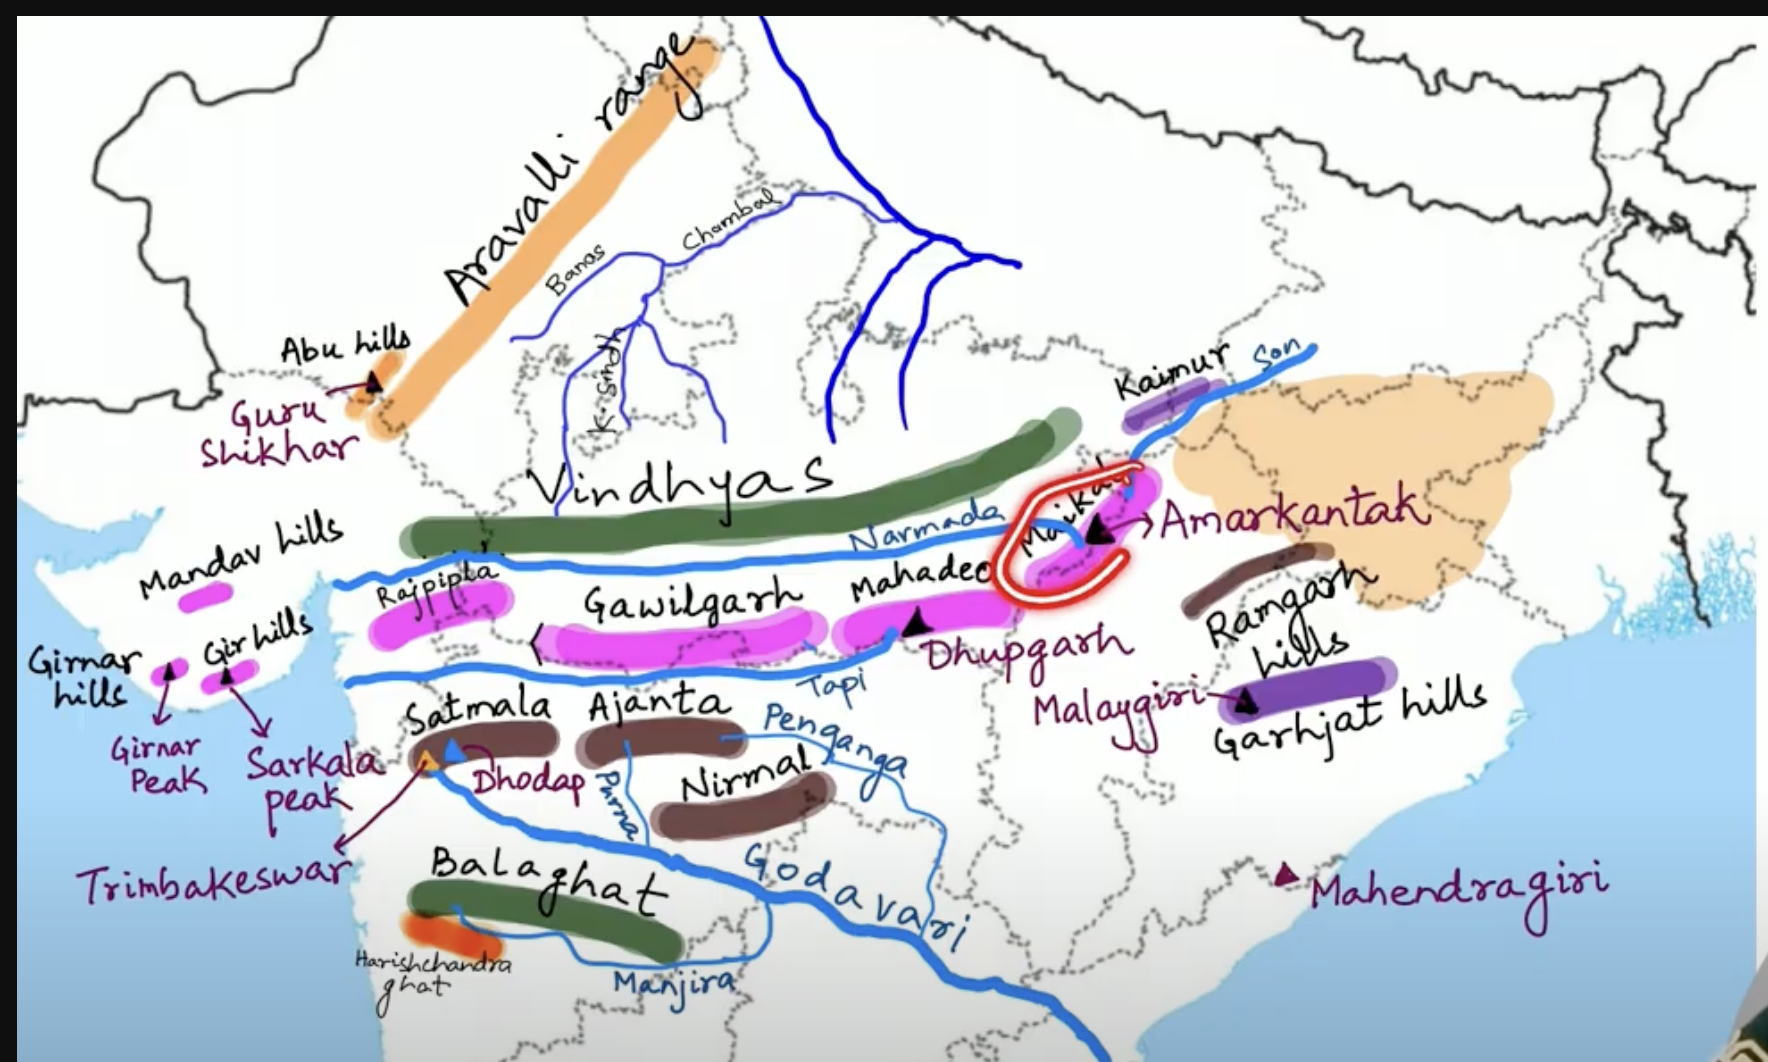 Aravalli range
Banas
Chambal
Abu hills
Guru
Shikhar
K. Sindh
Kaimur
Son
Vindhyas
Narmada
Maikal
Amarkantak
Mandav hills
Rajpipla
Gawilgarh
Mahadeo
Dhupgarh
Ramgarh
hills
Girnar
hills
Gir hills
Girnar
Peak
Sarkala
peak
Tapi
Malaygiri
Garhjat hills
Satmala
Ajanta
Penganga
Dhodap
Purna
Nirmal
Trimbakeswar
Balaghat
Godavari
Mahendragiri
Harishchandra
ghat
Manjira